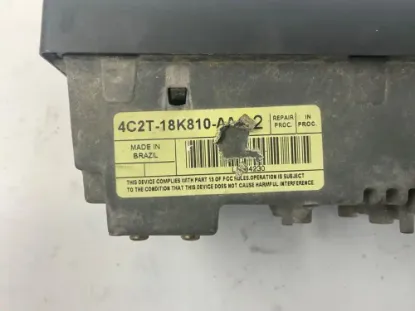 4C2T-18K810-AA
REPAIR PROC.
IN PROC.
MADE IN
BRAZIL
THIS DEVICE COMPLIES WITH PART 15 OF FCC RULES.OPERATION IS SUBJECT
TO THE CONDITION THAT THIS DEVICE DOES NOT CAUSE HARMFUL INTERFERENCE